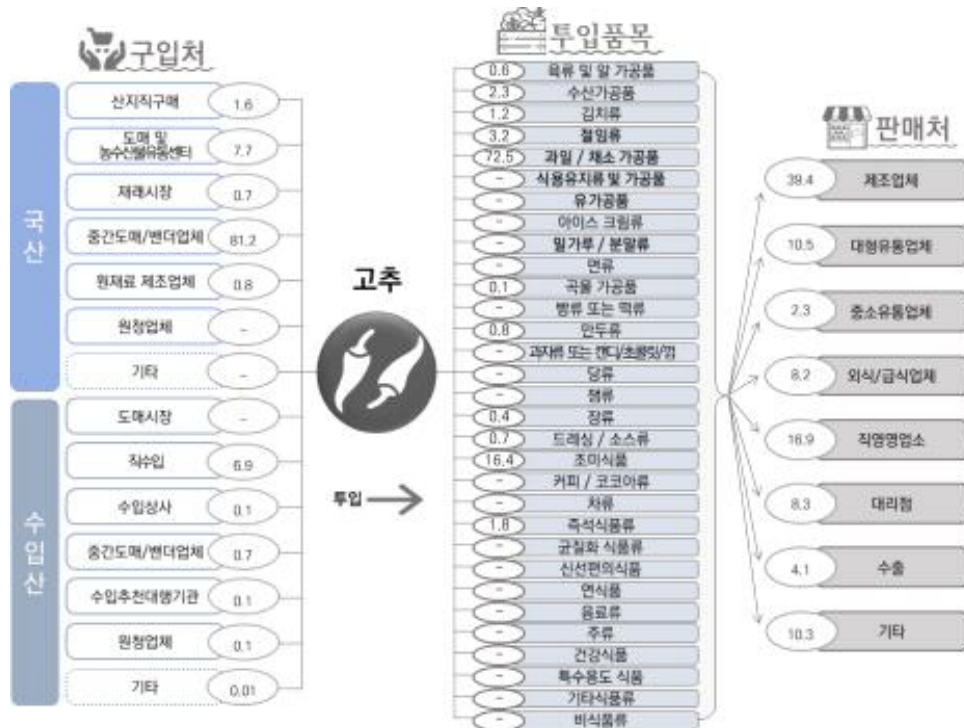 구입처
국산
산지직구매 1.6
도매 및
농수산물유통센터 7.7
재래시장 0.7
중간도매/밴더업체 81.2
원재료 제조업체 0.8
원청업체 -
기타 -
수입산
도매시장 -
직수입 6.9
수입상사 0.1
중간도매/밴더업체 0.7
수입추천대행기관 0.1
원청업체 0.1
기타 0.01
고추
투입
투입품목
0.6 육류 및 알 가공품
2.3 수산가공품
1.2 김치류
3.2 절임류
72.5 과일 / 채소 가공품
- 식용유지류 및 가공품
- 유가공품
- 아이스 크림류
- 밀가루 / 분말류
- 면류
0.1 곡물 가공품
- 빵류 또는 떡류
0.8 만두류
- 과자류 또는 캔디/초콜릿/껌
- 당류
- 잼류
0.4 장류
0.7 드레싱 / 소스류
16.4 조미식품
- 커피 / 코코아류
- 차류
1.8 즉석식품류
- 균질화 식품류
- 신선편의식품
- 연식품
- 음료류
- 주류
- 건강식품
- 특수용도 식품
- 기타식품류
- 비식품류
판매처
39.4 제조업체
10.5 대형유통업체
2.3 중소유통업체
8.2 외식/급식업체
16.9 직영영업소
8.3 대리점
4.1 수출
10.3 기타